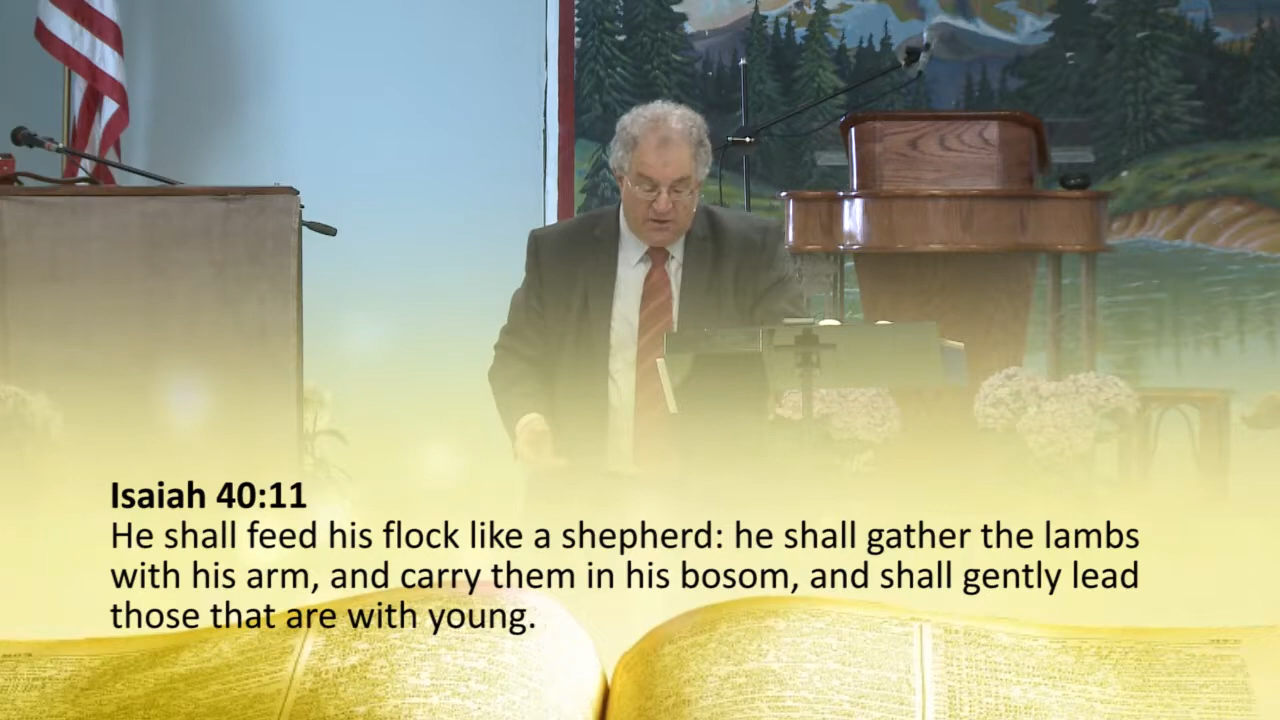 Isaiah 40:11
He shall feed his flock like a shepherd: he shall gather the lambs
with his arm, and carry them in his bosom, and shall gently lead
those that are with young.